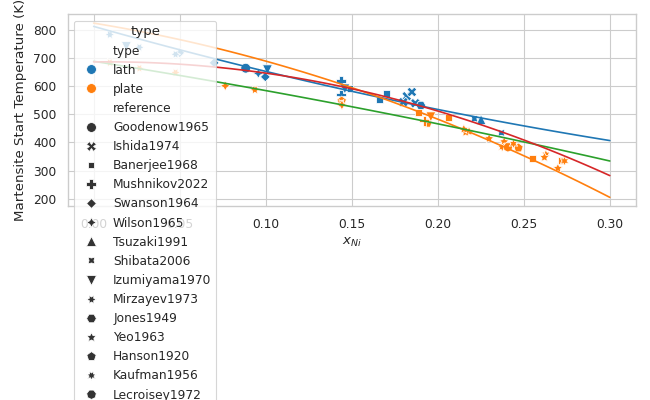 type
type
lath
plate
reference
Goodenow1965
Ishida1974
Banerjee1968
Mushnikov2022
Swanson1964
Wilson1965
Tsuzaki1991
Shibata2006
Izumiyama1970
Mirzayev1973
Jones1949
Yeo1963
Hanson1920
Kaufman1956
Lecroisey1972
Martensite Start Temperature (K)
800
700
600
500
400
300
200
0.00
0.05
0.10
0.15
0.20
0.25
0.30
x_Ni